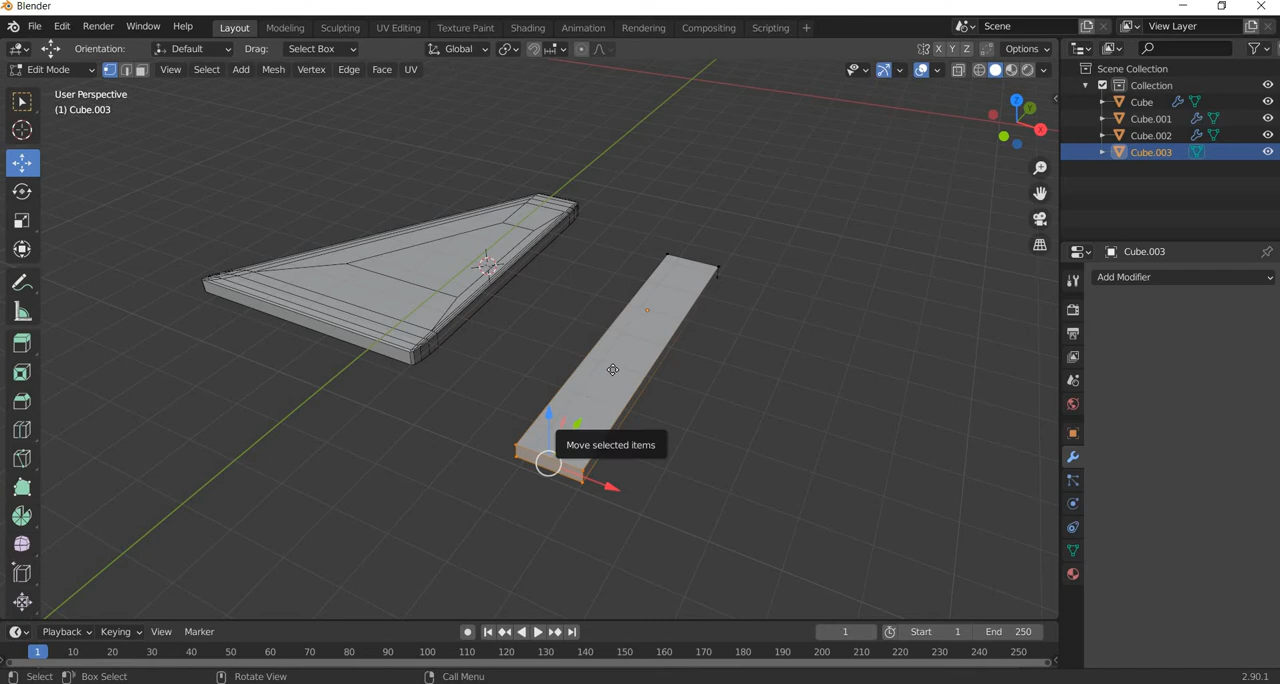 Blender
File Edit Render Window Help Layout Modeling Sculpting UV Editing Texture Paint Shading Animation Rendering Compositing Scripting + Scene View Layer
Orientation: Default Drag: Select Box Global X Y Z Options
Edit Mode View Select Add Mesh Vertex Edge Face UV
User Perspective
(1) Cube.003
Scene Collection
Collection
Cube
Cube.001
Cube.002
Cube.003
Z
Y
X
Cube.003
Add Modifier
Move selected items
Playback Keying View Marker 1 Start 1 End 250
1 10 20 30 40 50 60 70 80 90 100 110 120 130 140 150 160 170 180 190 200 210 220 230 240 250
Select Box Select Rotate View Call Menu 2.90.1